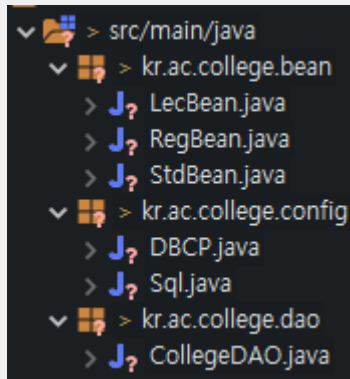 > src/main/java
> kr.ac.college.bean
> LecBean.java
> RegBean.java
> StdBean.java
> kr.ac.college.config
> DBCP.java
> Sql.java
> kr.ac.college.dao
> CollegeDAO.java